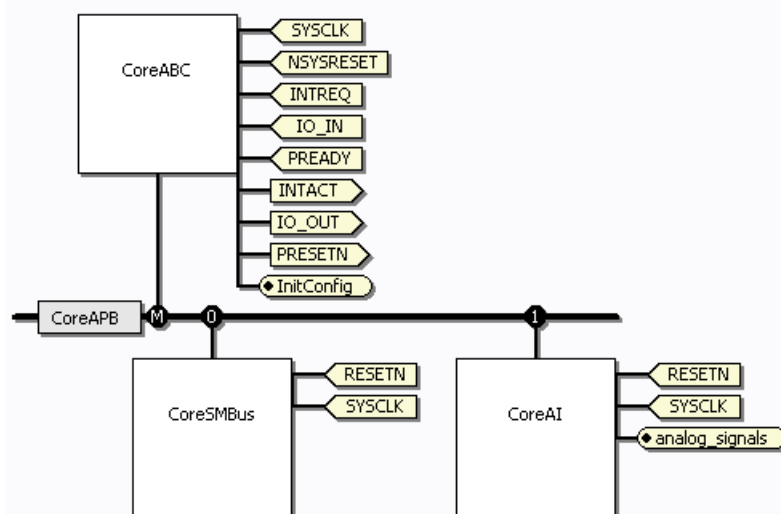 CoreABC
SYSCLK
NSYSRESET
INTREQ
IO_IN
PREADY
INTACT
IO_OUT
PRESETN
InitConfig
CoreAPB
M
0
1
CoreSMBus
RESETN
SYSCLK
CoreAI
RESETN
SYSCLK
analog_signals